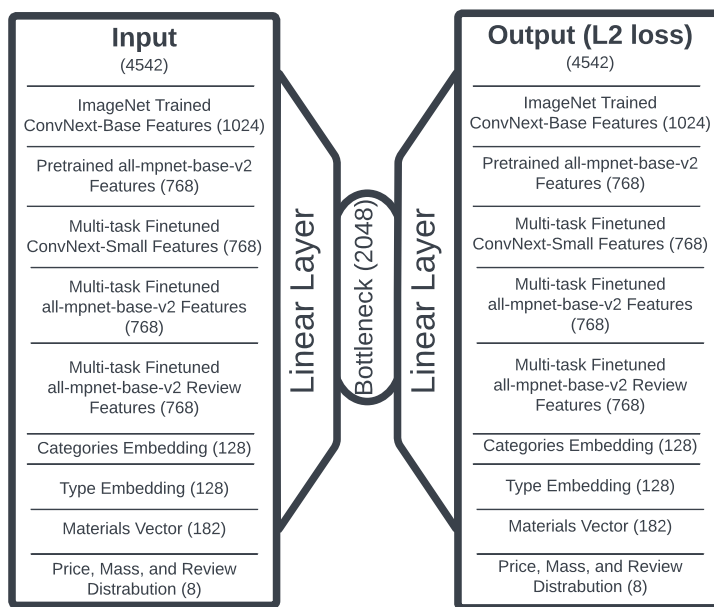 Input
(4542)
ImageNet Trained
ConvNext-Base Features (1024)
Pretrained all-mpnet-base-v2
Features (768)
Multi-task Finetuned
ConvNext-Small Features (768)
Multi-task Finetuned
all-mpnet-base-v2 Features
(768)
Multi-task Finetuned
all-mpnet-base-v2 Review
Features (768)
Categories Embedding (128)
Type Embedding (128)
Materials Vector (182)
Price, Mass, and Review
Distrabution (8)
Linear Layer
Bottleneck (2048)
Linear Layer
Output (L2 loss)
(4542)
ImageNet Trained
ConvNext-Base Features (1024)
Pretrained all-mpnet-base-v2
Features (768)
Multi-task Finetuned
ConvNext-Small Features (768)
Multi-task Finetuned
all-mpnet-base-v2 Features
(768)
Multi-task Finetuned
all-mpnet-base-v2 Review
Features (768)
Categories Embedding (128)
Type Embedding (128)
Materials Vector (182)
Price, Mass, and Review
Distrabution (8)